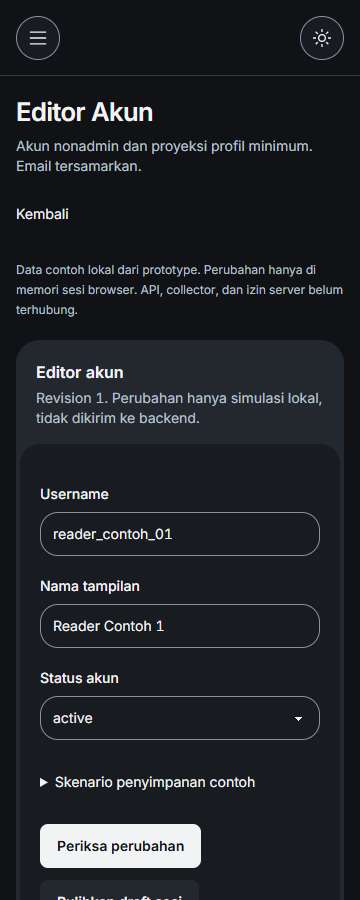 Editor Akun
Akun nonadmin dan proyeksi profil minimum.
Email tersamarkan.
Kembali
Data contoh lokal dari prototype. Perubahan hanya di
memori sesi browser. API, collector, dan izin server belum
terhubung.
Editor akun
Revision 1. Perubahan hanya simulasi lokal,
tidak dikirim ke backend.
Username
reader_contoh_01
Nama tampilan
Reader Contoh 1
Status akun
active
Skenario penyimpanan contoh
Periksa perubahan